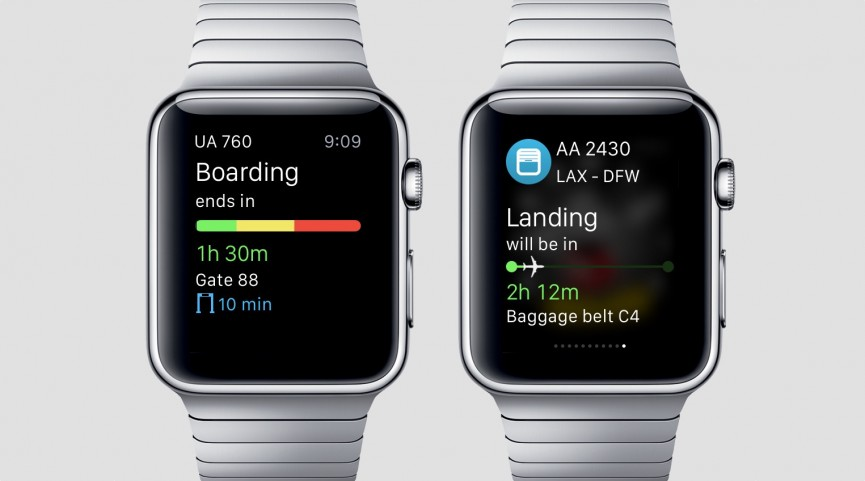 UA 760 9:09
Boarding
ends in
1h 30m
Gate 88
10 min
AA 2430
LAX - DFW
Landing
will be in
2h 12m
Baggage belt C4